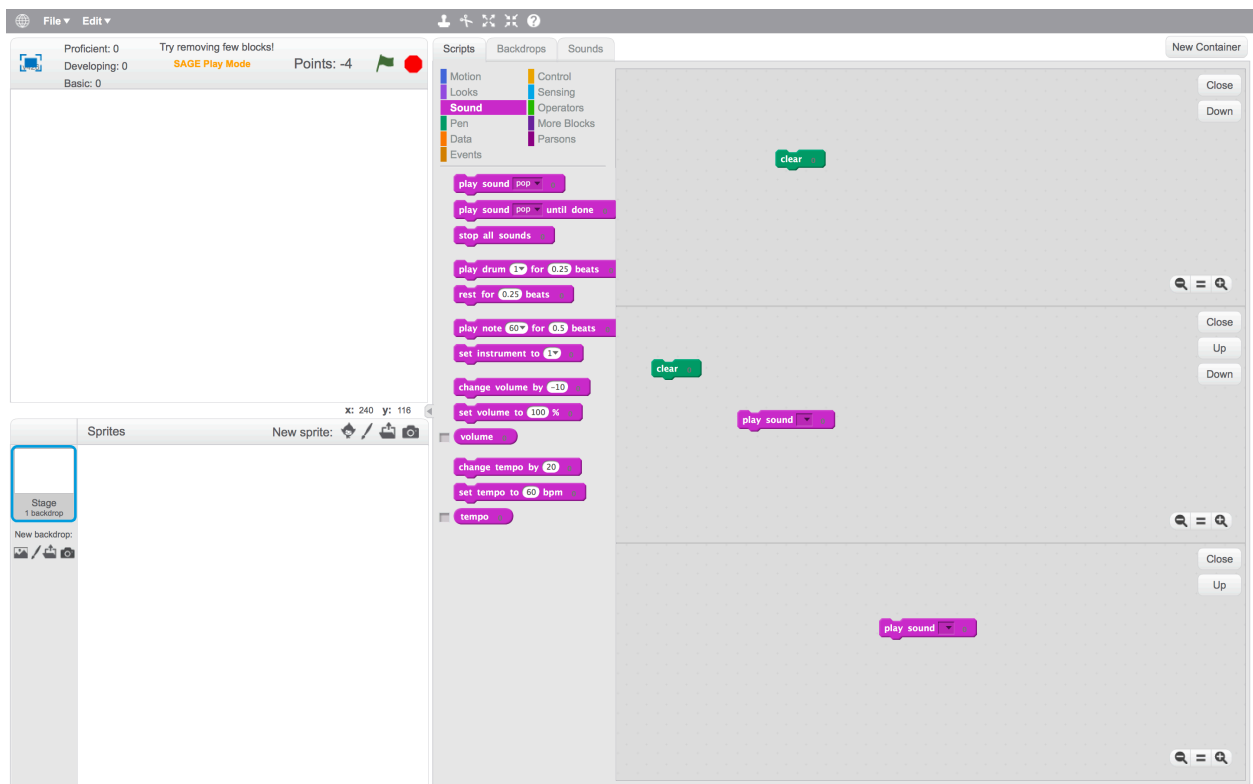 File ▾ Edit ▾
Proficient: 0
Developing: 0
Basic: 0
Try removing few blocks!
SAGE Play Mode
Points: -4
x: 240 y: 116
Sprites
New sprite:
Stage
1 backdrop
New backdrop:
Scripts
Backdrops
Sounds
New Container
Motion
Looks
Sound
Pen
Data
Events
Control
Sensing
Operators
More Blocks
Parsons
play sound pop
play sound pop until done
stop all sounds
play drum 1 for 0.25 beats
rest for 0.25 beats
play note 60 for 0.5 beats
set instrument to 1
change volume by -10
set volume to 100 %
volume
change tempo by 20
set tempo to 60 bpm
tempo
clear
Close
Down
clear
play sound
Close
Up
Down
play sound
Close
Up